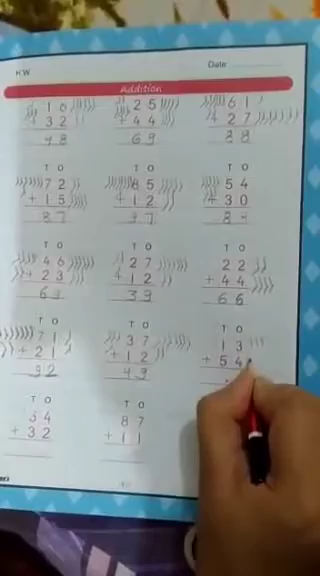 H.W.
Date
Addition
1 6   2 5   6 1
+ 3 2   + 4 4   + 2 7
4 8   6 9   8 8
T O   T O   T O
7 2   8 5   5 4
+ 1 5   + 1 2   + 3 0
8 7   9 7   8 4
T O   T O   T O
4 6   2 7   2 2
+ 2 3   + 1 2   + 4 4
6 9   3 9   6 6
T O   T O   T O
7 1   3 7   1 3
+ 2 1   + 1 2   + 5 4
9 2   4 9
T O   T O
5 4   8 7
+ 3 2   + 1 1